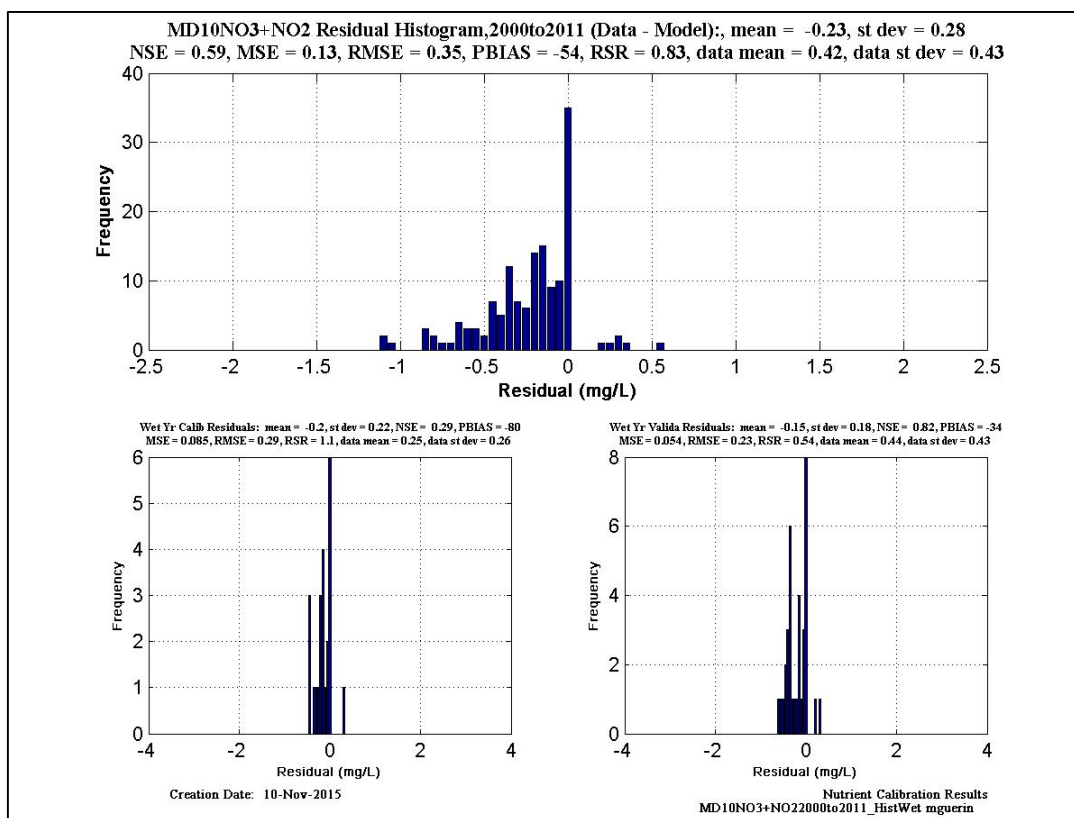 MD10NO3+NO2 Residual Histogram,2000to2011 (Data - Model):, mean = -0.23, st dev = 0.28
NSE = 0.59, MSE = 0.13, RMSE = 0.35, PBIAS = -54, RSR = 0.83, data mean = 0.42, data st dev = 0.43
40
30
20
10
0
Frequency
-2.5 -2 -1.5 -1 -0.5 0 0.5 1 1.5 2 2.5
Residual (mg/L)
Wet Yr Calib Residuals: mean = -0.2, st dev = 0.22, NSE = 0.29, PBIAS = -80
MSE = 0.085, RMSE = 0.29, RSR = 1.1, data mean = 0.25, data st dev = 0.26
6
5
4
3
2
1
0
Frequency
-4 -2 0 2 4
Residual (mg/L)
Wet Yr Valida Residuals: mean = -0.15, st dev = 0.18, NSE = 0.82, PBIAS = -34
MSE = 0.054, RMSE = 0.23, RSR = 0.54, data mean = 0.44, data st dev = 0.43
8
6
4
2
0
Frequency
-4 -2 0 2 4
Residual (mg/L)
Creation Date: 10-Nov-2015
Nutrient Calibration Results
MD10NO3+NO22000to2011_HistWet mguerin